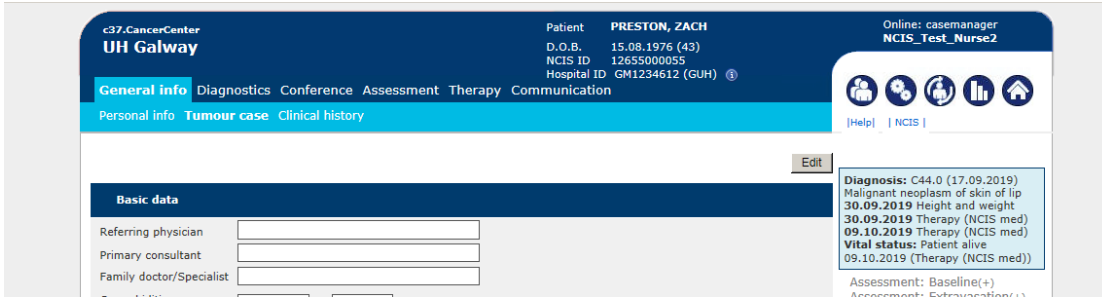 c37.CancerCenter
UH Galway
Patient PRESTON, ZACH
D.O.B. 15.08.1976 (43)
NCIS ID 12655000055
Hospital ID GM1234612 (GUH)
Online: casemanager
NCIS_Test_Nurse2
General info Diagnostics Conference Assessment Therapy Communication
Personal info Tumour case Clinical history
|Help| | NCIS |
Edit
Basic data
Referring physician
Primary consultant
Family doctor/Specialist
Diagnosis: C44.0 (17.09.2019)
Malignant neoplasm of skin of lip
30.09.2019 Height and weight
30.09.2019 Therapy (NCIS med)
09.10.2019 Therapy (NCIS med)
Vital status: Patient alive
09.10.2019 (Therapy (NCIS med))
Assessment: Baseline(+)
Assessment: Extravasation(+)